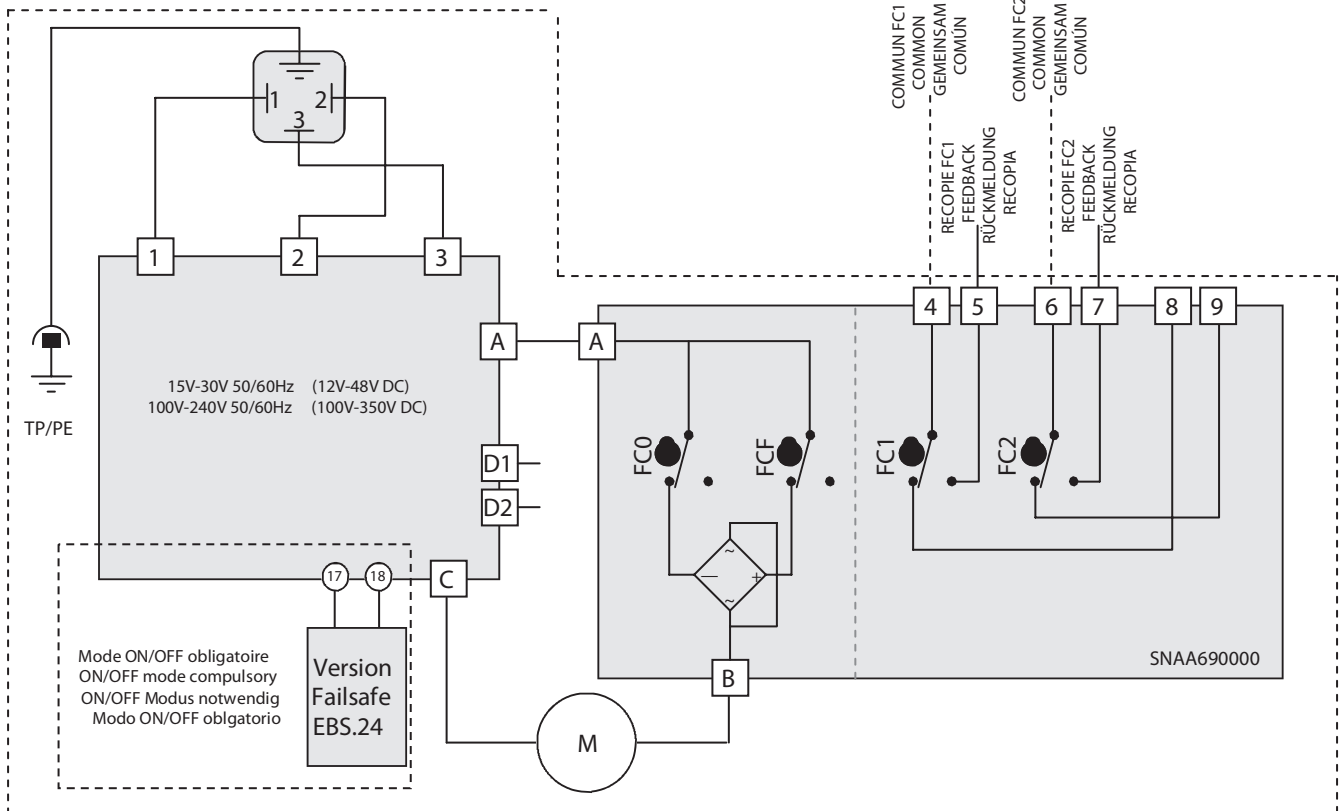 COMMUN FC1
COMMON
GEMEINSAM
COMÚN
COMMUN FC2
COMMON
GEMEINSAM
COMÚN
RECOPIE FC1
FEEDBACK
RÜCKMELDUNG
RECOPIA
RECOPIE FC2
FEEDBACK
RÜCKMELDUNG
RECOPIA
1
2
3
1
2
3
4
5
6
7
8
9
A
A
15V-30V 50/60Hz (12V-48V DC)
100V-240V 50/60Hz (100V-350V DC)
TP/PE
FC0
FCF
FC1
FC2
D1
D2
~
–
+
~
17
18
C
B
SNAA690000
Mode ON/OFF obligatoire
ON/OFF mode compulsory
ON/OFF Modus notwendig
Modo ON/OFF oblgatorio
Version
Failsafe
EBS.24
M